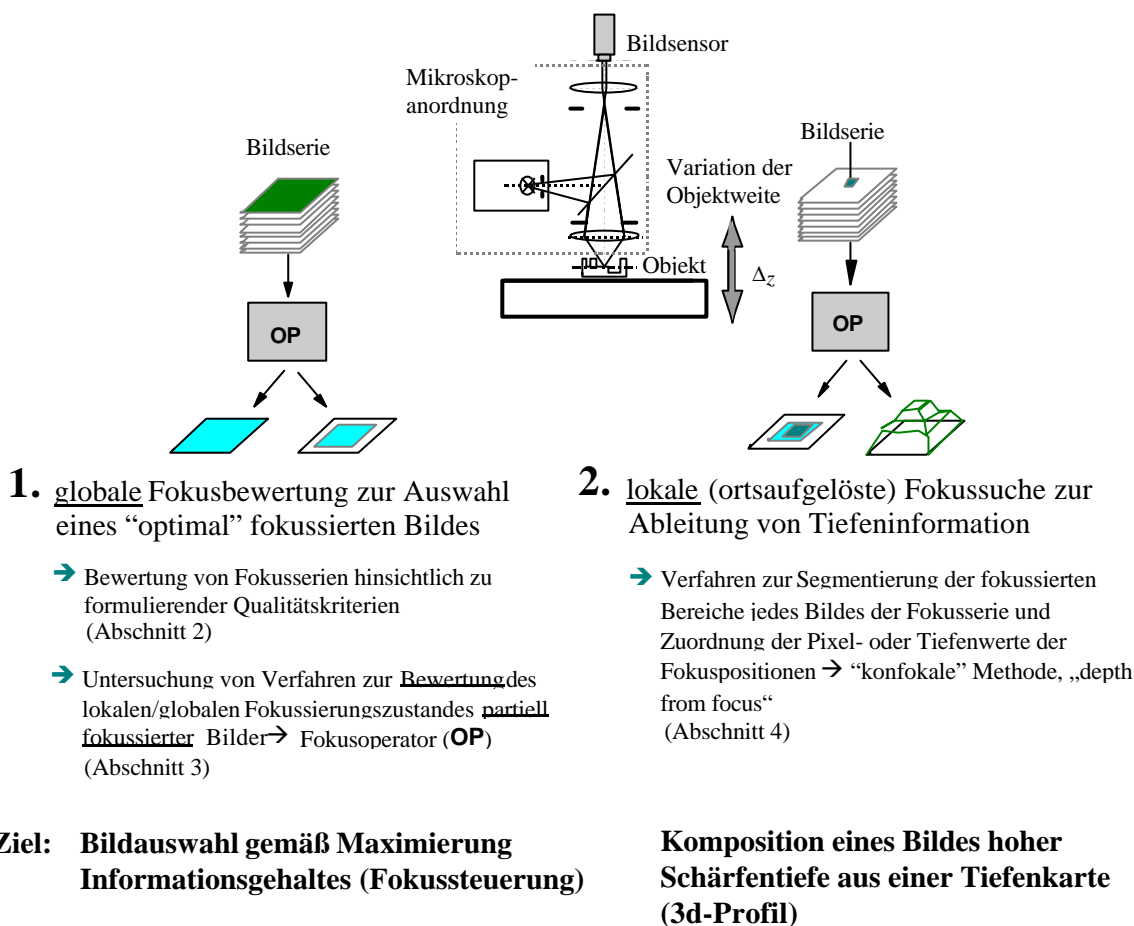 Bildsensor
Mikroskop-
anordnung
Bildserie
Bildserie
Variation der
Objektweite
Objekt
Δz
OP
OP
1. globale Fokusbewertung zur Auswahl
eines “optimal” fokussierten Bildes
➔ Bewertung von Fokusserien hinsichtlich zu
formulierender Qualitätskriterien
(Abschnitt 2)
➔ Untersuchung von Verfahren zur Bewertung des
lokalen/globalen Fokussierungszustandes partiell
fokussierter Bilder→ Fokusoperator (OP)
(Abschnitt 3)
2. lokale (ortsaufgelöste) Fokussuche zur
Ableitung von Tiefeninformation
➔ Verfahren zur Segmentierung der fokussierten
Bereiche jedes Bildes der Fokusserie und
Zuordnung der Pixel- oder Tiefenwerte der
Fokuspositionen → “konfokale” Methode, „depth
from focus“
(Abschnitt 4)
Ziel: Bildauswahl gemäß Maximierung
Informationsgehaltes (Fokussteuerung)
Komposition eines Bildes hoher
Schärfentiefe aus einer Tiefenkarte
(3d-Profil)